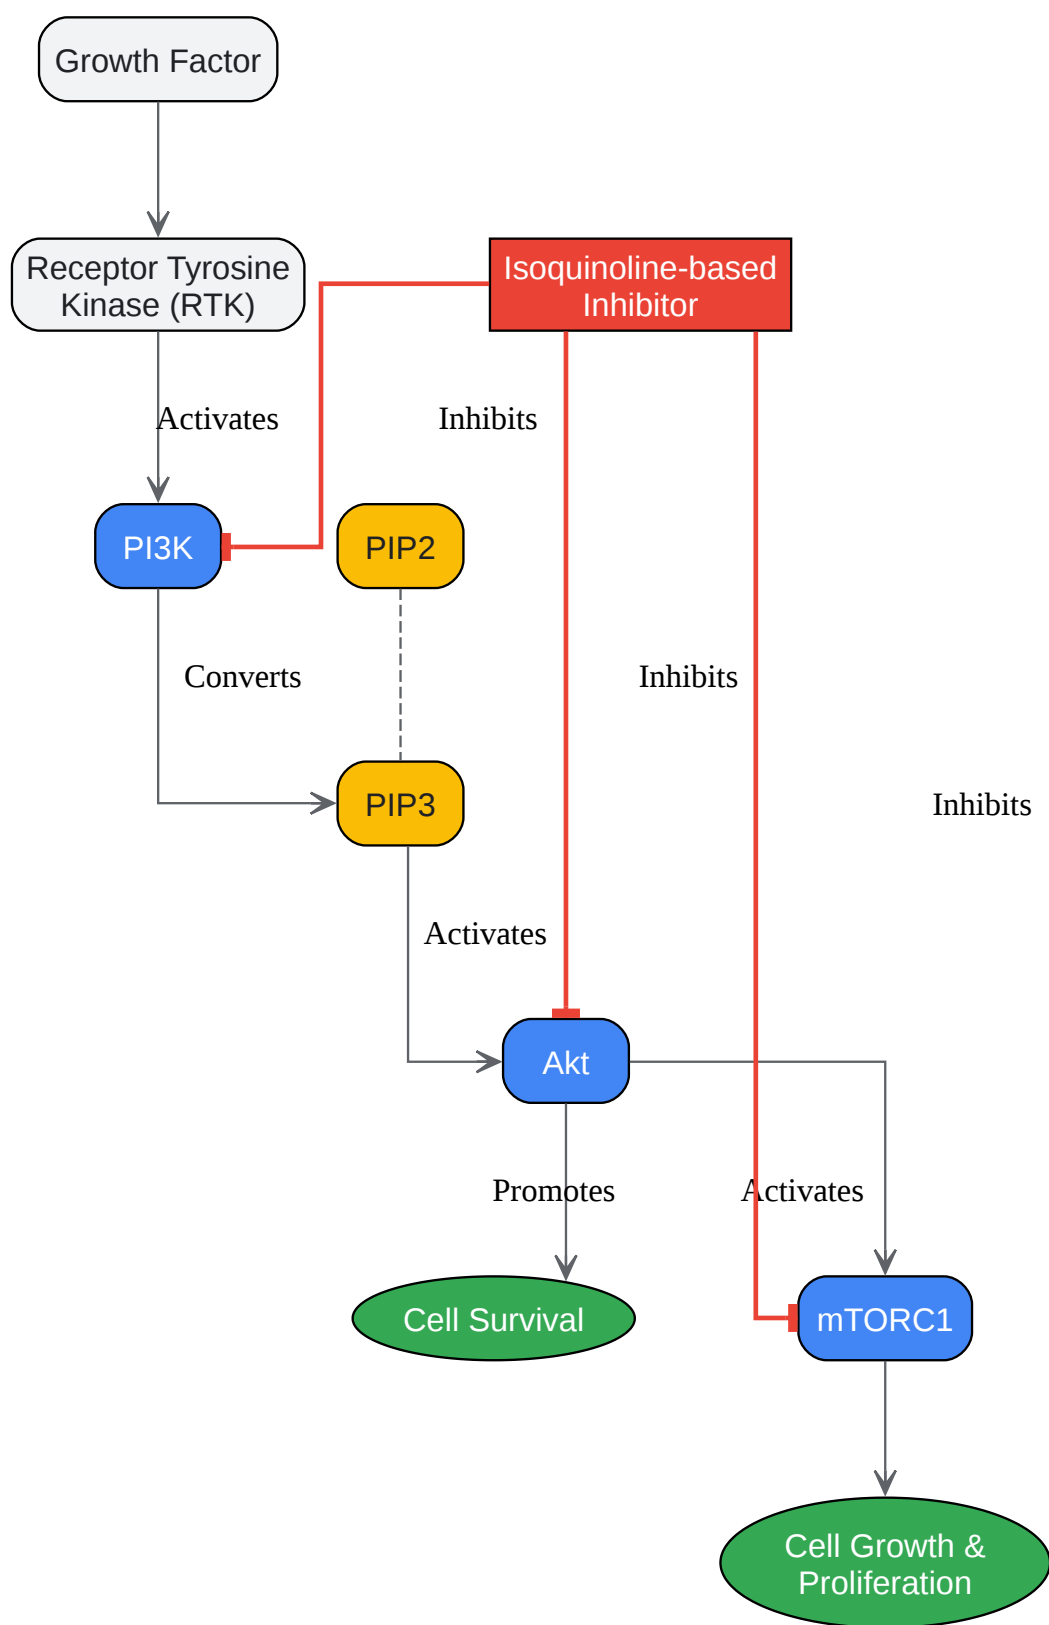 Growth Factor
Receptor Tyrosine
Kinase (RTK)
Isoquinoline-based
Inhibitor
Activates
Inhibits
PI3K
PIP2
Converts
Inhibits
PIP3
Inhibits
Activates
Akt
Promotes
Activates
Cell Survival
mTORC1
Cell Growth &
Proliferation